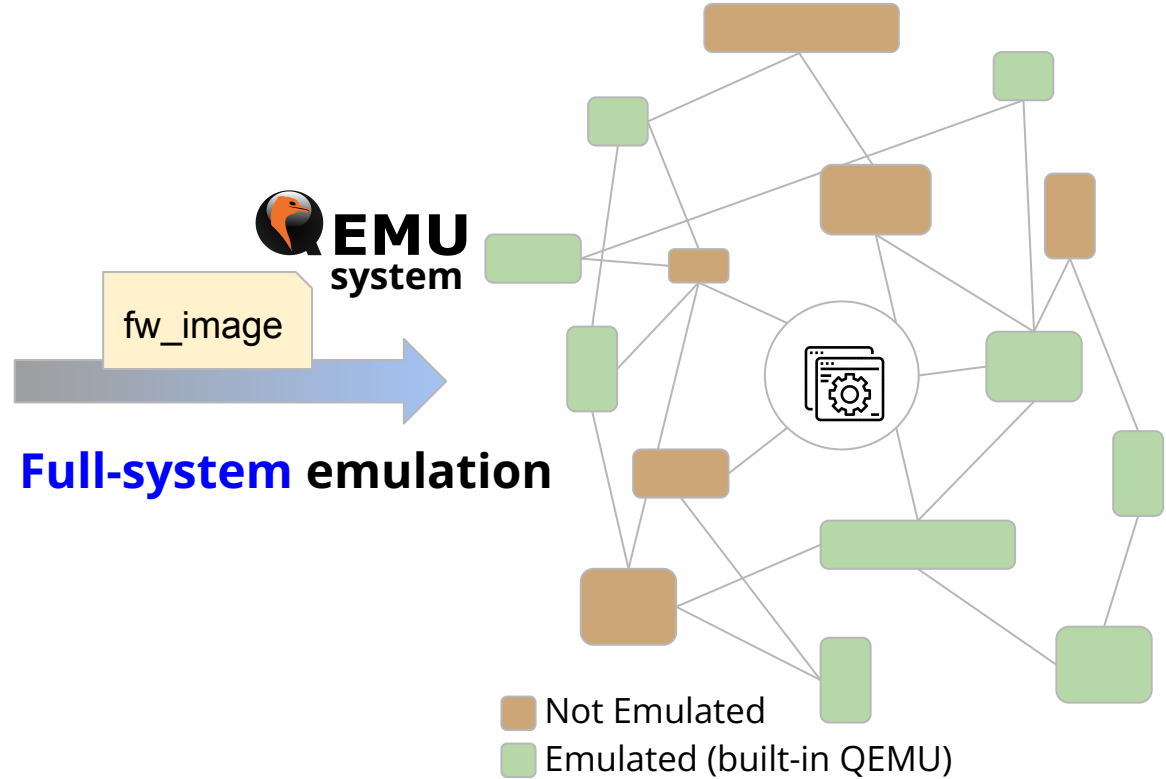 QEMU
system
fw_image
Full-system emulation
Not Emulated
Emulated (built-in QEMU)